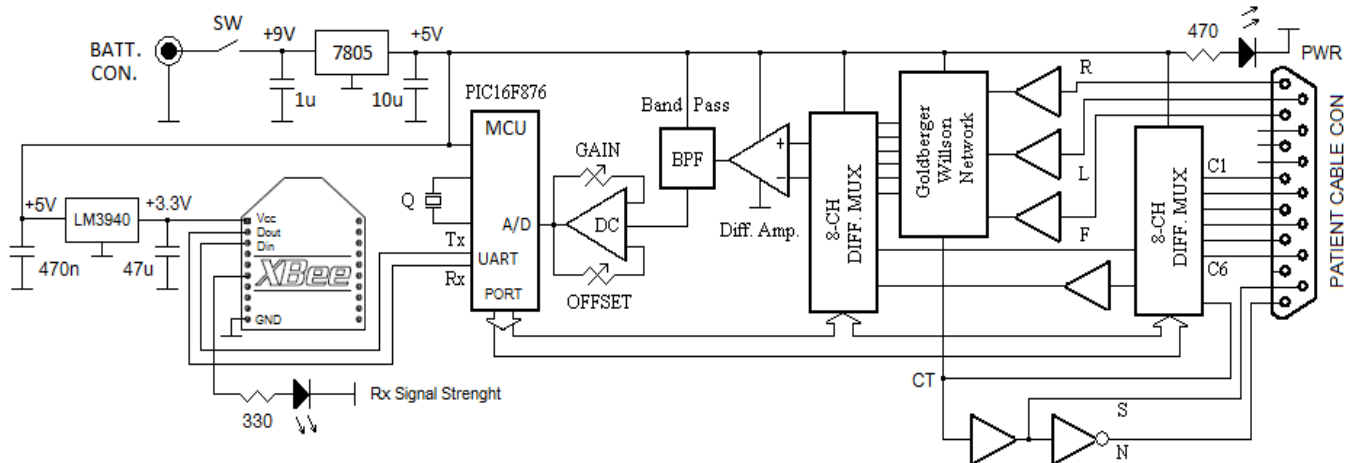 BATT.
CON.
SW
+9V
7805
+5V
1u
10u
PIC16F876
MCU
A/D
UART
PORT
Q
Tx
Rx
GAIN
DC
OFFSET
Band Pass
BPF
+
−
Diff. Amp.
8-CH
DIFF. MUX
Goldberger
Willson
Network
R
L
F
470
PWR
8-CH
DIFF. MUX
C1
C6
PATIENT CABLE CON
+5V
LM3940
+3.3V
470n
47u
Vcc
Dout
Din
XBee
GND
330
Rx Signal Strenght
CT
S
N